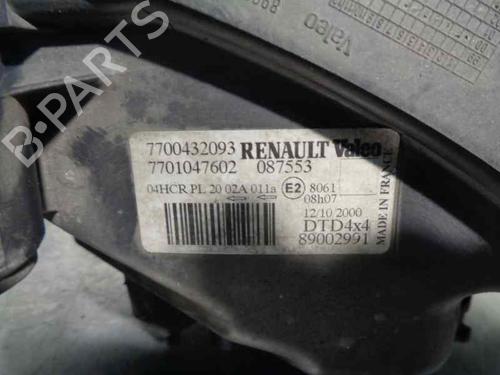 Valeo
7700432093 RENAULT Valeo
7701047602 087553
04HCR PL 20 02A 011a E2 8061
08h07
12/10 2000
DTD4x4
89002991
MADE IN FRANCE
B-PARTS